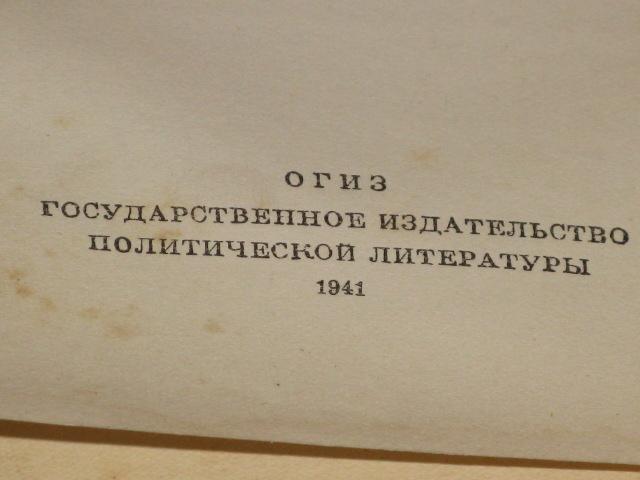 ОГИЗ
ГОСУДАРСТВЕННОЕ ИЗДАТЕЛЬСТВО
ПОЛИТИЧЕСКОЙ ЛИТЕРАТУРЫ
1941